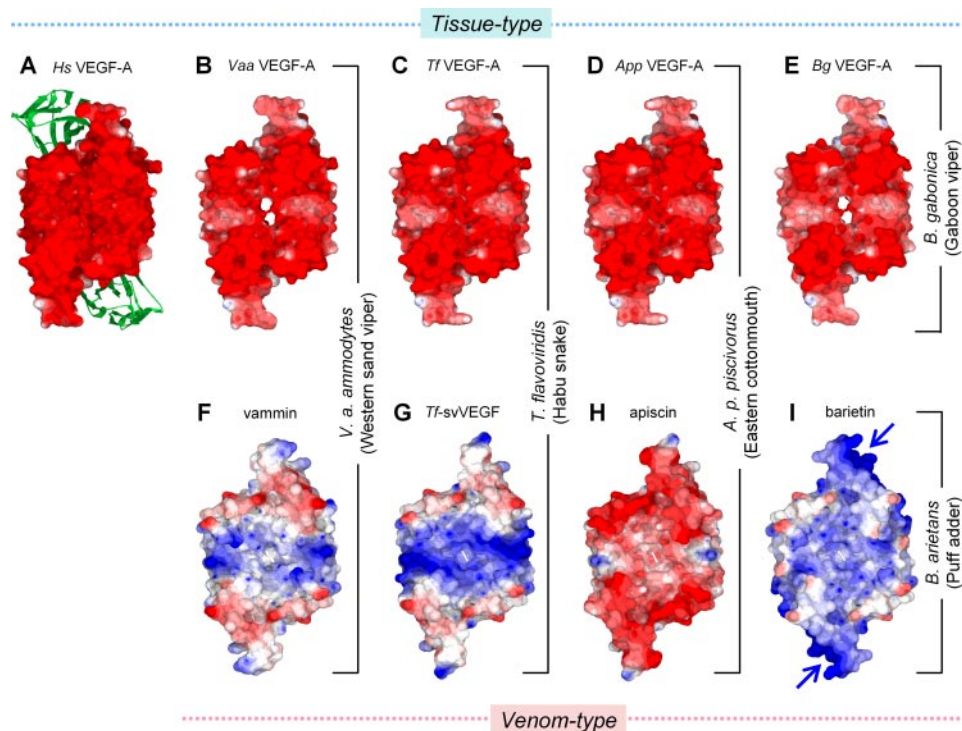 Tissue-type
A Hs VEGF-A
B Vaa VEGF-A
C Tf VEGF-A
D App VEGF-A
E Bg VEGF-A
V. a. ammodytes
(Western sand viper)
T. flavoviridis
(Habu snake)
A. p. piscivorus
(Eastern cottonmouth)
B. gabonica
(Gaboon viper)
F vammin
G Tf-svVEGF
H apiscin
I barietin
B. arietans
(Puff adder)
Venom-type